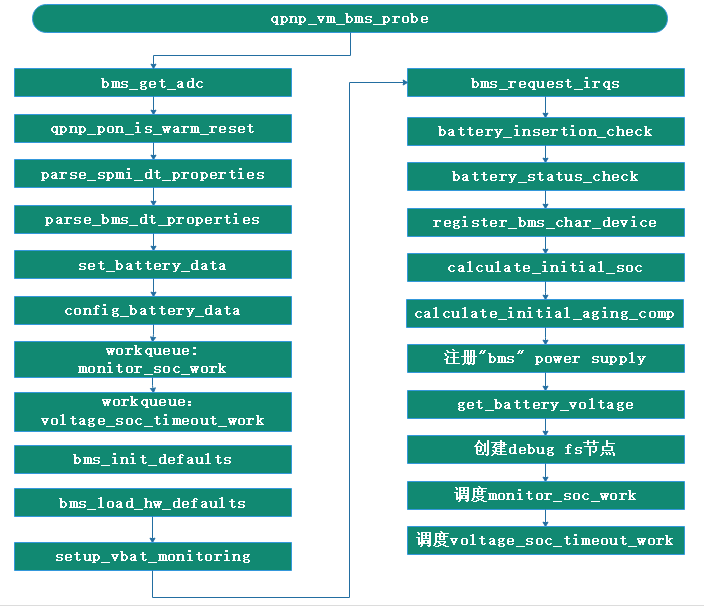 qpnp_vm_bms_probe
bms_get_adc
qpnp_pon_is_warm_reset
parse_spmi_dt_properties
parse_bms_dt_properties
set_battery_data
config_battery_data
workqueue:
monitor_soc_work
workqueue:
voltage_soc_timeout_work
bms_init_defaults
bms_load_hw_defaults
setup_vbat_monitoring
bms_request_irqs
battery_insertion_check
battery_status_check
register_bms_char_device
calculate_initial_soc
calculate_initial_aging_comp
注册"bms" power supply
get_battery_voltage
创建debug fs节点
调度monitor_soc_work
调度voltage_soc_timeout_work